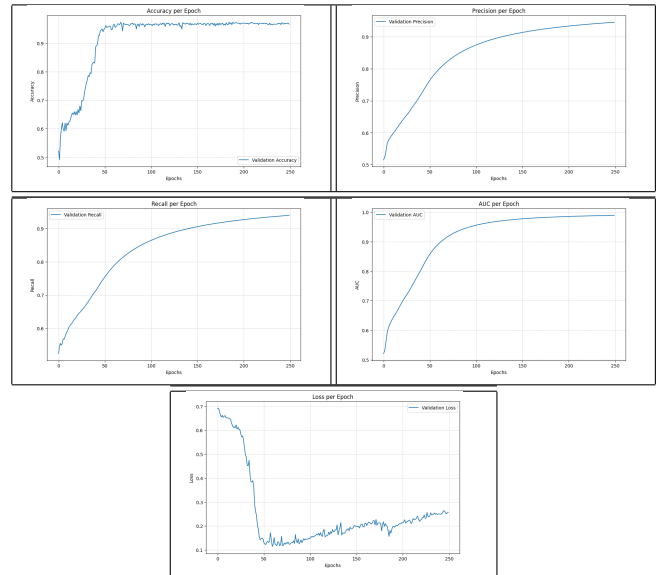 Accuracy per Epoch
Accuracy
0.9
0.8
0.7
0.6
0.5
Validation Accuracy
0 50 100 150 200 250
Epochs
Precision per Epoch
Precision
Validation Precision
0.9
0.8
0.7
0.6
0.5
0 50 100 150 200 250
Epochs
Recall per Epoch
Recall
Validation Recall
0.9
0.8
0.7
0.6
0 50 100 150 200 250
Epochs
AUC per Epoch
AUC
Validation AUC
1.0
0.9
0.8
0.7
0.6
0.5
0 50 100 150 200 250
Epochs
Loss per Epoch
Loss
Validation Loss
0.7
0.6
0.5
0.4
0.3
0.2
0.1
0 50 100 150 200 250
Epochs